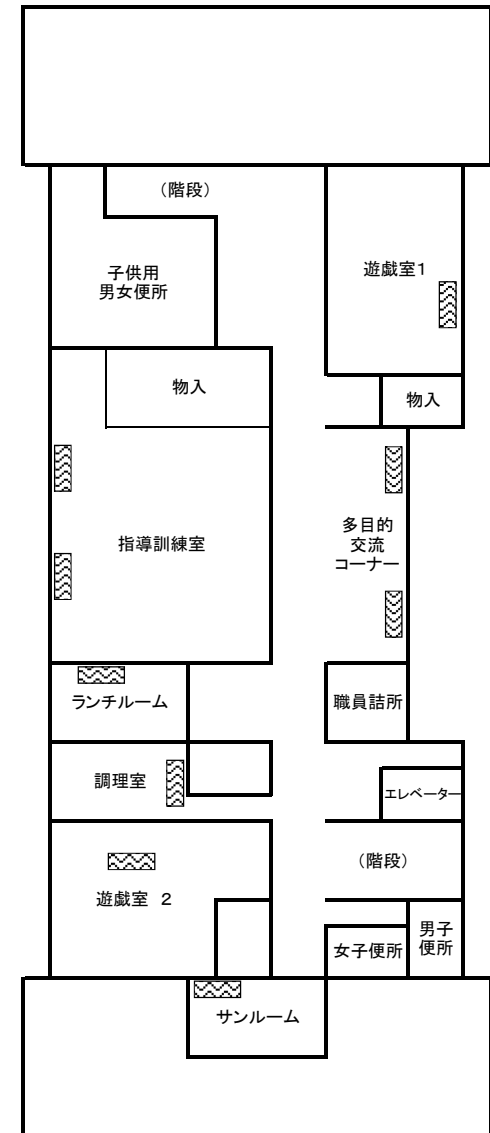 （階段）
子供用
男女便所
遊戯室１
物入
物入
指導訓練室
多目的
交流
コーナー
ランチルーム
職員詰所
調理室
エレベーター
（階段）
遊戯室　２
男子
便所
女子便所
サンルーム